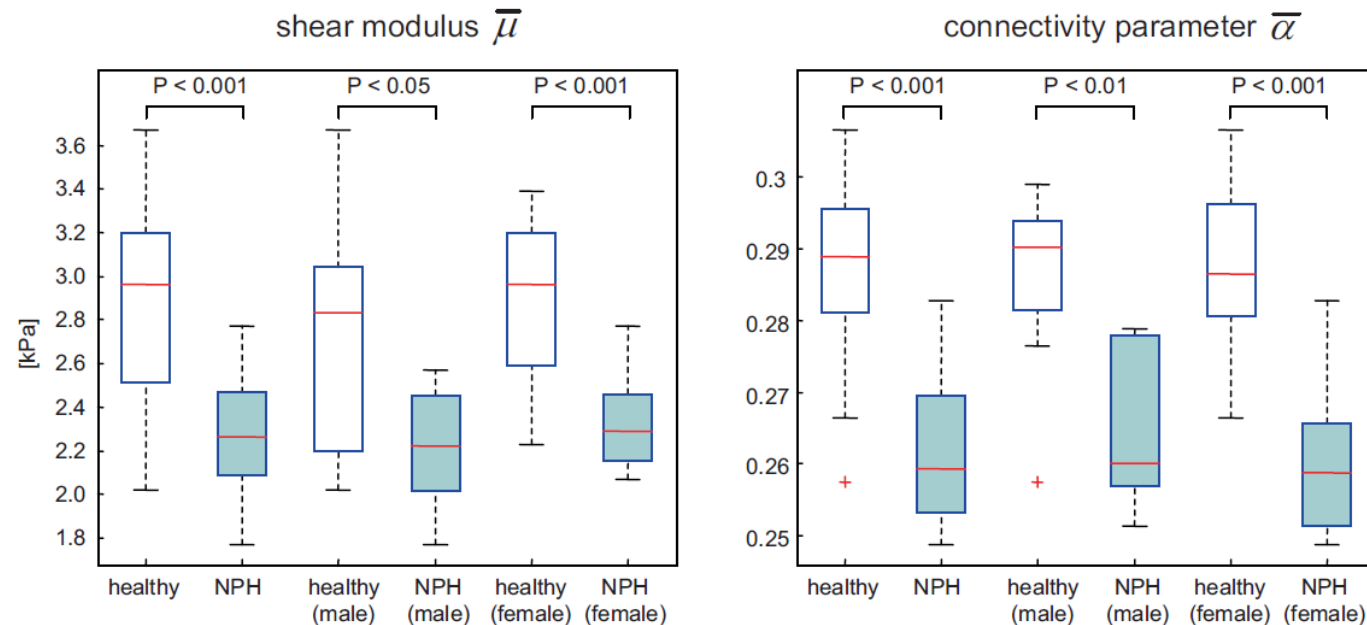 shear modulus μ̅
P < 0.001 P < 0.05 P < 0.001
3.6
3.4
3.2
3.0
2.8
2.6
2.4
2.2
2.0
1.8
[kPa]
healthy NPH healthy (male) NPH (male) healthy (female) NPH (female)
connectivity parameter α̅
P < 0.001 P < 0.01 P < 0.001
0.3
0.29
0.28
0.27
0.26
0.25
healthy NPH healthy (male) NPH (male) healthy (female) NPH (female)